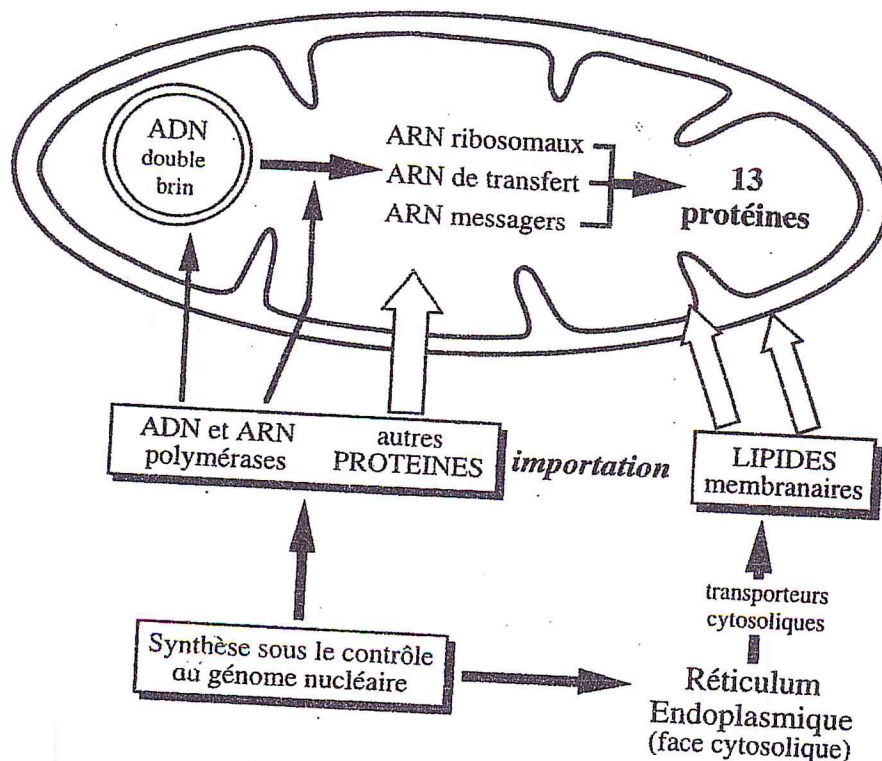 ADN
double
brin
ARN ribosomaux
ARN de transfert
ARN messagers
13
protéines
ADN et ARN
polymérases
autres
PROTEINES
importation
LIPIDES
membranaires
transporteurs
cytosoliques
Synthèse sous le contrôle
du génome nucléaire
Réticulum
Endoplasmique
(face cytosolique)